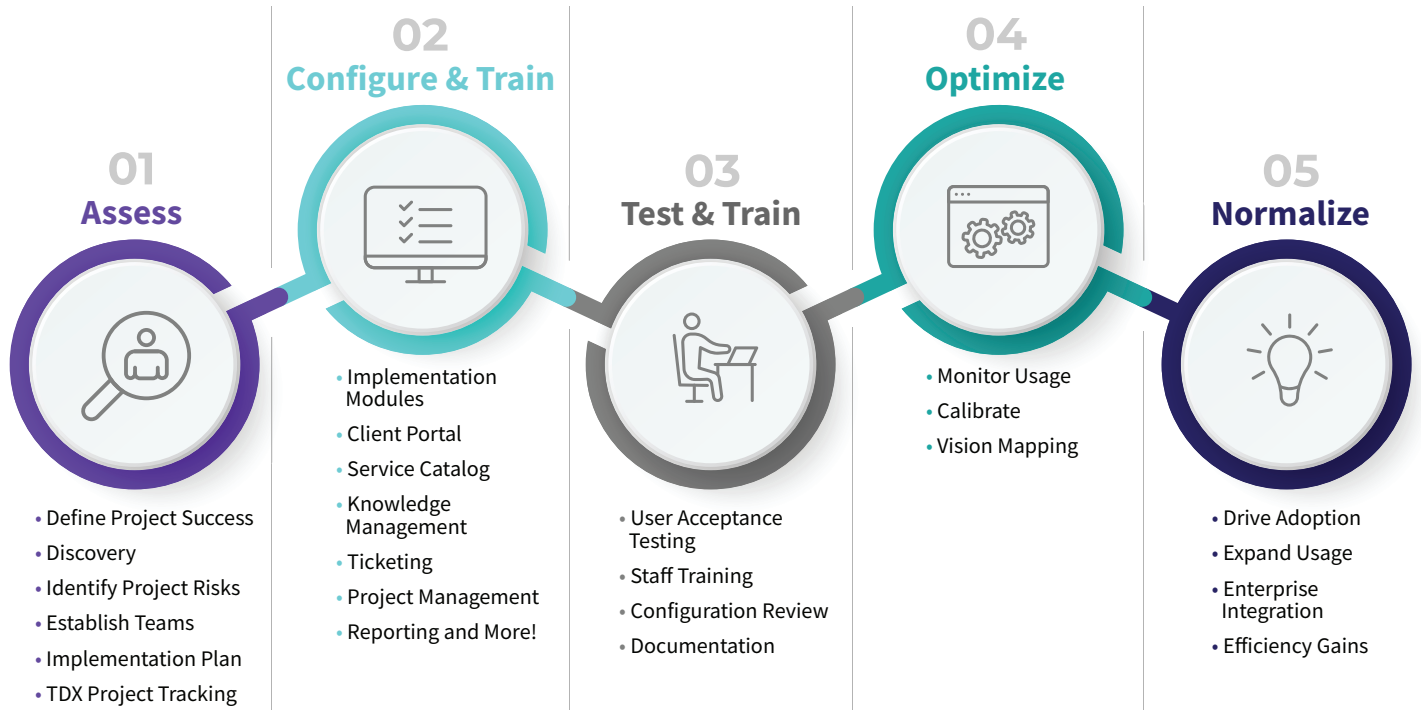 01
Assess
• Define Project Success
• Discovery
• Identify Project Risks
• Establish Teams
• Implementation Plan
• TDX Project Tracking
02
Configure & Train
• Implementation
Modules
• Client Portal
• Service Catalog
• Knowledge
Management
• Ticketing
• Project Management
• Reporting and More!
03
Test & Train
• User Acceptance
Testing
• Staff Training
• Configuration Review
• Documentation
04
Optimize
• Monitor Usage
• Calibrate
• Vision Mapping
05
Normalize
• Drive Adoption
• Expand Usage
• Enterprise
Integration
• Efficiency Gains